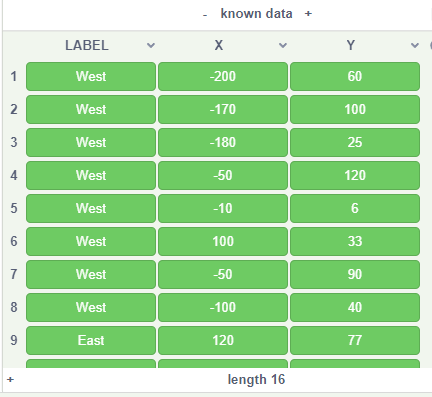 - known data +
LABEL X Y
1 West -200 60
2 West -170 100
3 West -180 25
4 West -50 120
5 West -10 6
6 West 100 33
7 West -50 90
8 West -100 40
9 East 120 77
+ length 16